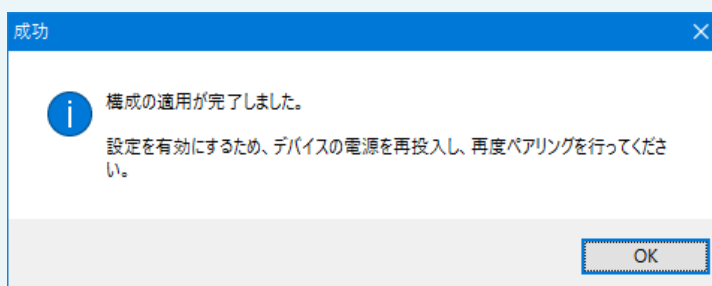 成功
構成の適用が完了しました。
設定を有効にするため、デバイスの電源を再投入し、再度ペアリングを行ってくださ
い。
OK